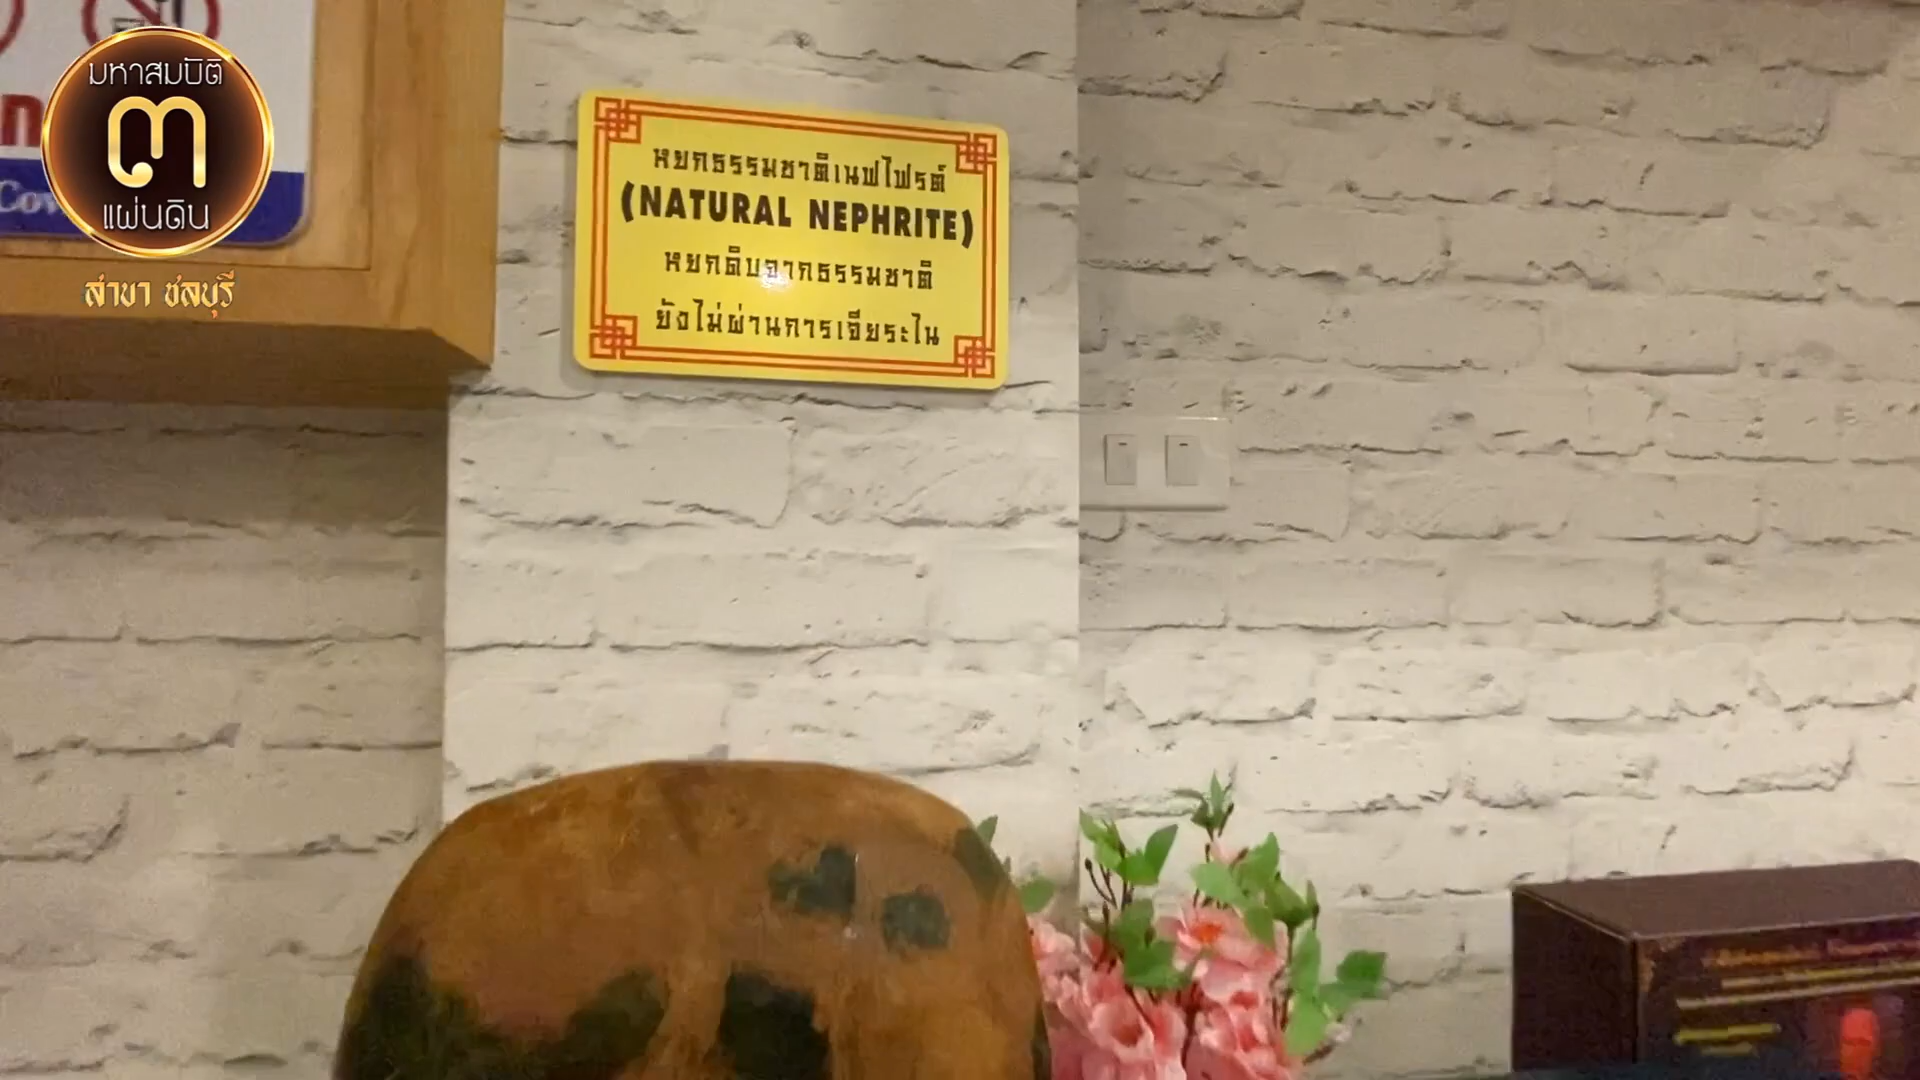 มหาสมบัติ
๓
แผ่นดิน
สาขา ชลบุรี
หยกธรรมชาติเนฟไฟรต์
(NATURAL NEPHRITE)
หยกดิบจากธรรมชาติ
ยังไม่ผ่านการเจียระไน